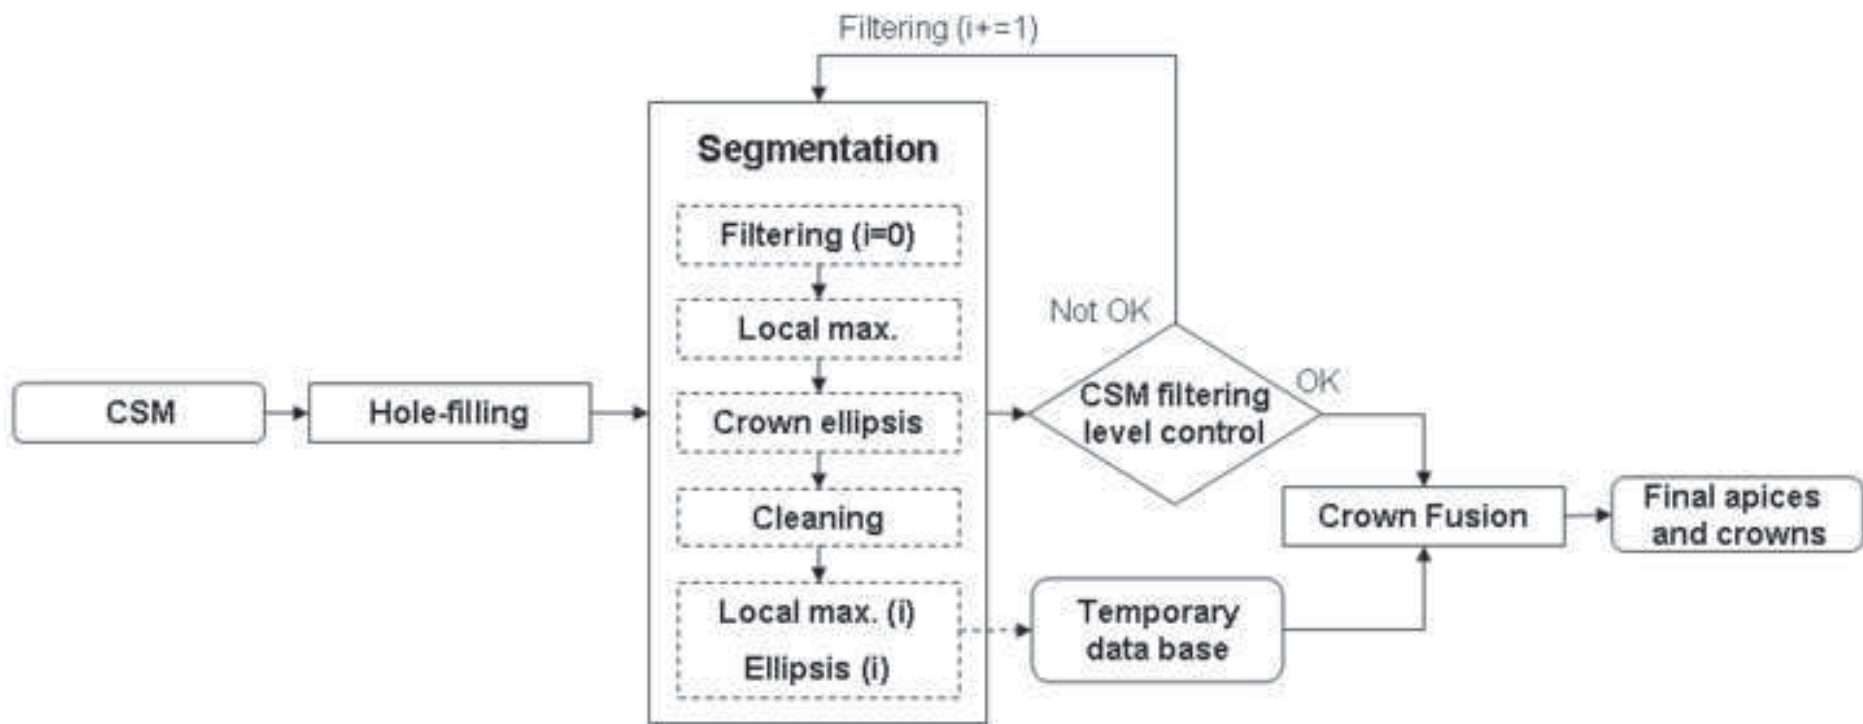 Filtering (i+=1)
Segmentation
Filtering (i=0)
Local max.
Crown ellipsis
Cleaning
Local max. (i)
Ellipsis (i)
CSM
Hole-filling
Not OK
OK
CSM filtering
level control
Crown Fusion
Final apices
and crowns
Temporary
data base